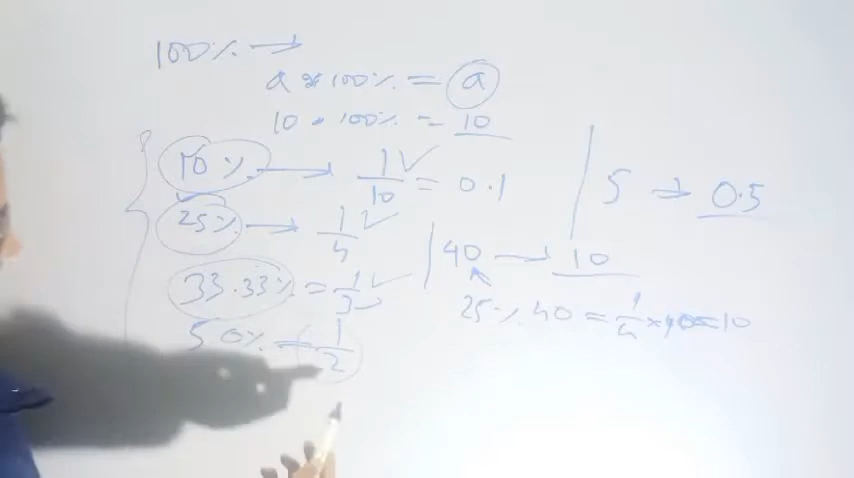 100% →
a × 100% = a
10 × 100% = 10
10% → 1/10 = 0.1
5 → 0.5
25% → 1/4
40 → 10
33.33% = 1/3
25% 40 = 1/4 × 40 = 10
50% = 1/2